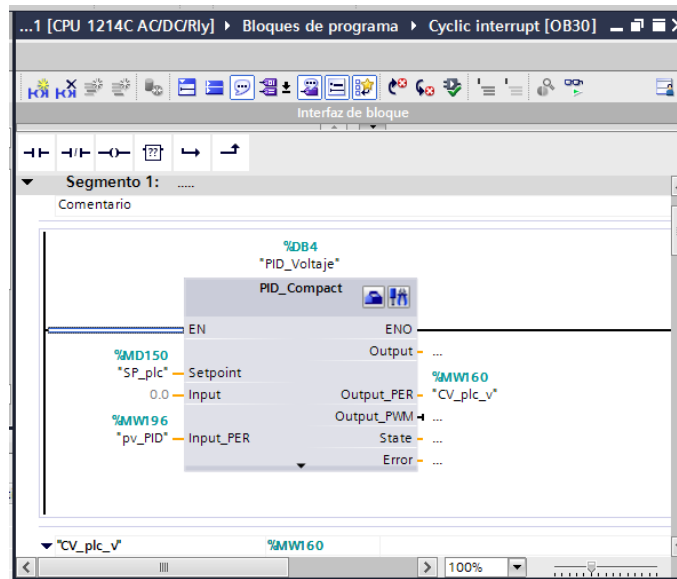 ...1 [CPU 1214C AC/DC/Rly] ▸ Bloques de programa ▸ Cyclic interrupt [OB30]
Interfaz de bloque
??
Segmento 1: .....
Comentario
%DB4
"PID_Voltaje"
PID_Compact
EN ENO
Output ...
%MD150
"SP_plc" Setpoint
%MW160
0.0 Input Output_PER "CV_plc_v"
Output_PWM ...
%MW196
"pv_PID" Input_PER State ...
Error ...
"CV_plc_v" %MW160
100%